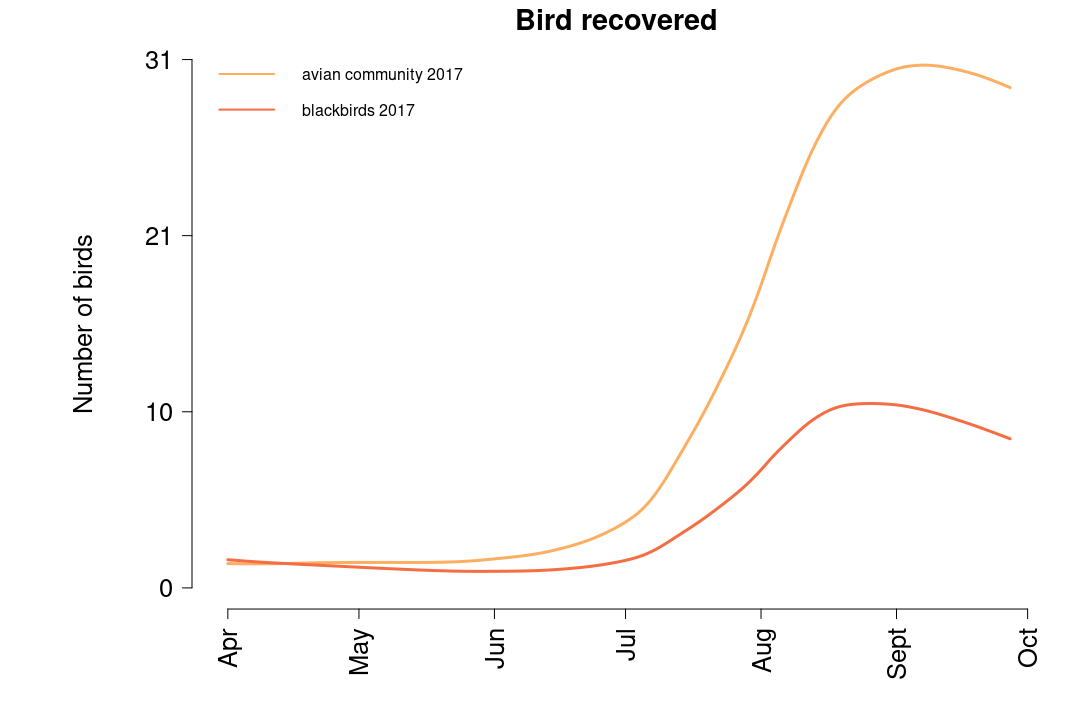 Bird recovered
31
avian community 2017
blackbirds 2017
21
Number of birds
10
0
Apr
May
Jun
Jul
Aug
Sept
Oct